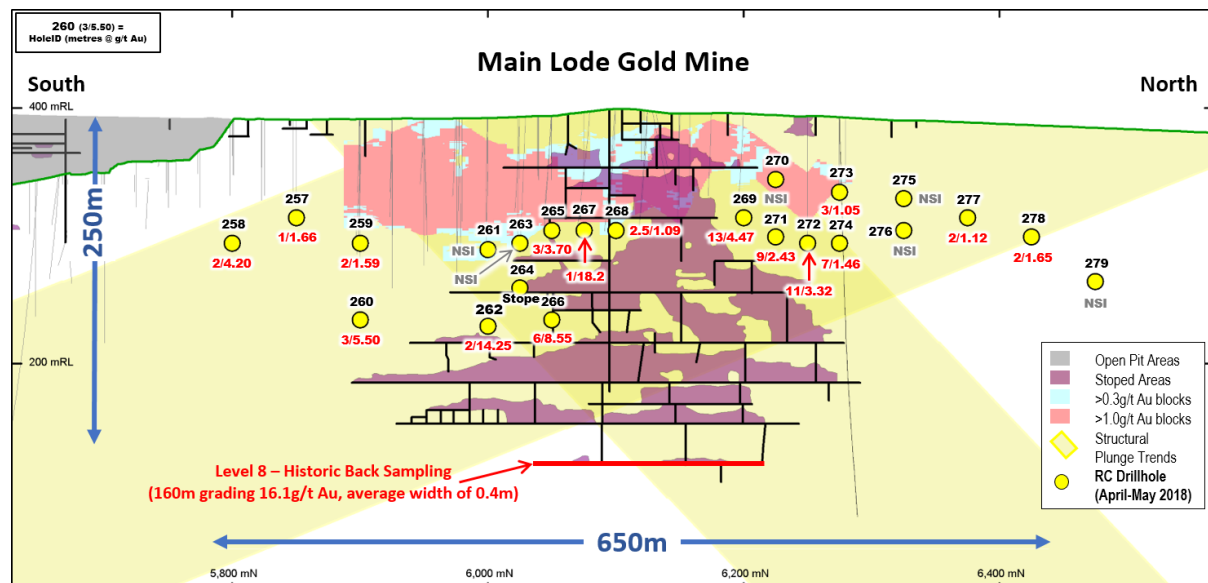 260 (3/5.50) =
HoleID (metres @ g/t Au)
Main Lode Gold Mine
South
North
400 mRL
270
NSI
273
3/1.05
275
NSI
257
1/1.66
258
2/4.20
259
2/1.59
261
NSI
263
NSI
265
3/3.70
267
1/18.2
268
2.5/1.09
269
13/4.47
271
9/2.43
272
11/3.32
274
7/1.46
276
NSI
277
2/1.12
278
2/1.65
279
NSI
250m
264
Stope
260
3/5.50
262
2/14.25
266
6/8.55
200 mRL
Open Pit Areas
Stoped Areas
>0.3g/t Au blocks
>1.0g/t Au blocks
Structural
Plunge Trends
RC Drillhole
(April-May 2018)
Level 8 – Historic Back Sampling
(160m grading 16.1g/t Au, average width of 0.4m)
650m
5,800 mN
6,000 mN
6,200 mN
6,400 mN